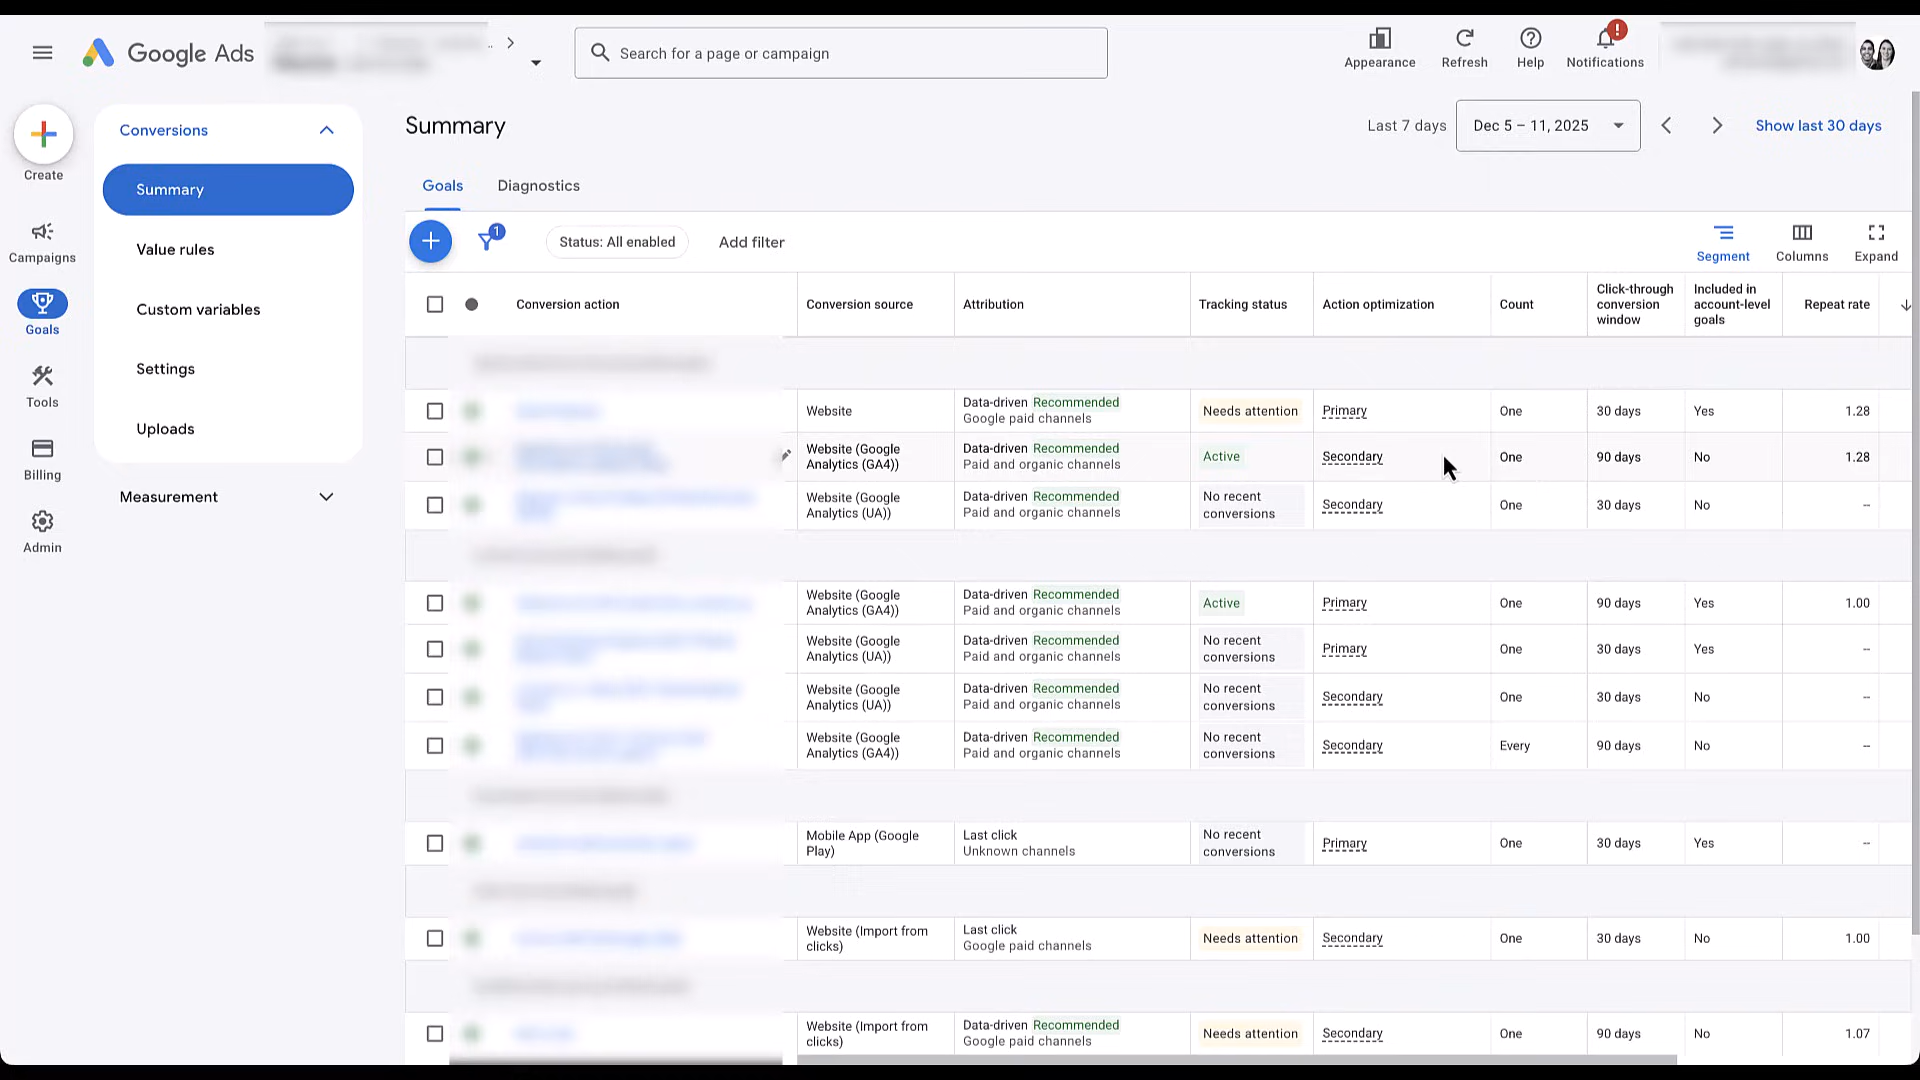 Google Ads
Search for a page or campaign
Appearance
Refresh
Help
Notifications
Create
Campaigns
Goals
Tools
Billing
Admin
Conversions
Summary
Value rules
Custom variables
Settings
Uploads
Measurement
Summary
Last 7 days
Dec 5 – 11, 2025
Show last 30 days
Goals
Diagnostics
1
Status: All enabled
Add filter
Segment
Columns
Expand
Conversion action
Conversion source
Attribution
Tracking status
Action optimization
Count
Click-through
conversion
window
Included in
account-level
goals
Repeat rate
Website
Data-driven Recommended
Google paid channels
Needs attention
Primary
One
30 days
Yes
1.28
Website (Google
Analytics (GA4))
Data-driven Recommended
Paid and organic channels
Active
Secondary
One
90 days
No
1.28
Website (Google
Analytics (UA))
Data-driven Recommended
Paid and organic channels
No recent
conversions
Secondary
One
30 days
No
--
Website (Google
Analytics (GA4))
Data-driven Recommended
Paid and organic channels
Active
Primary
One
90 days
Yes
1.00
Website (Google
Analytics (UA))
Data-driven Recommended
Paid and organic channels
No recent
conversions
Primary
One
30 days
Yes
--
Website (Google
Analytics (UA))
Data-driven Recommended
Paid and organic channels
No recent
conversions
Secondary
One
30 days
No
--
Website (Google
Analytics (GA4))
Data-driven Recommended
Paid and organic channels
No recent
conversions
Secondary
Every
90 days
No
--
Mobile App (Google
Play)
Last click
Unknown channels
No recent
conversions
Primary
One
30 days
Yes
--
Website (Import from
clicks)
Last click
Google paid channels
Needs attention
Secondary
One
30 days
No
1.00
Website (Import from
clicks)
Data-driven Recommended
Google paid channels
Needs attention
Secondary
One
90 days
No
1.07